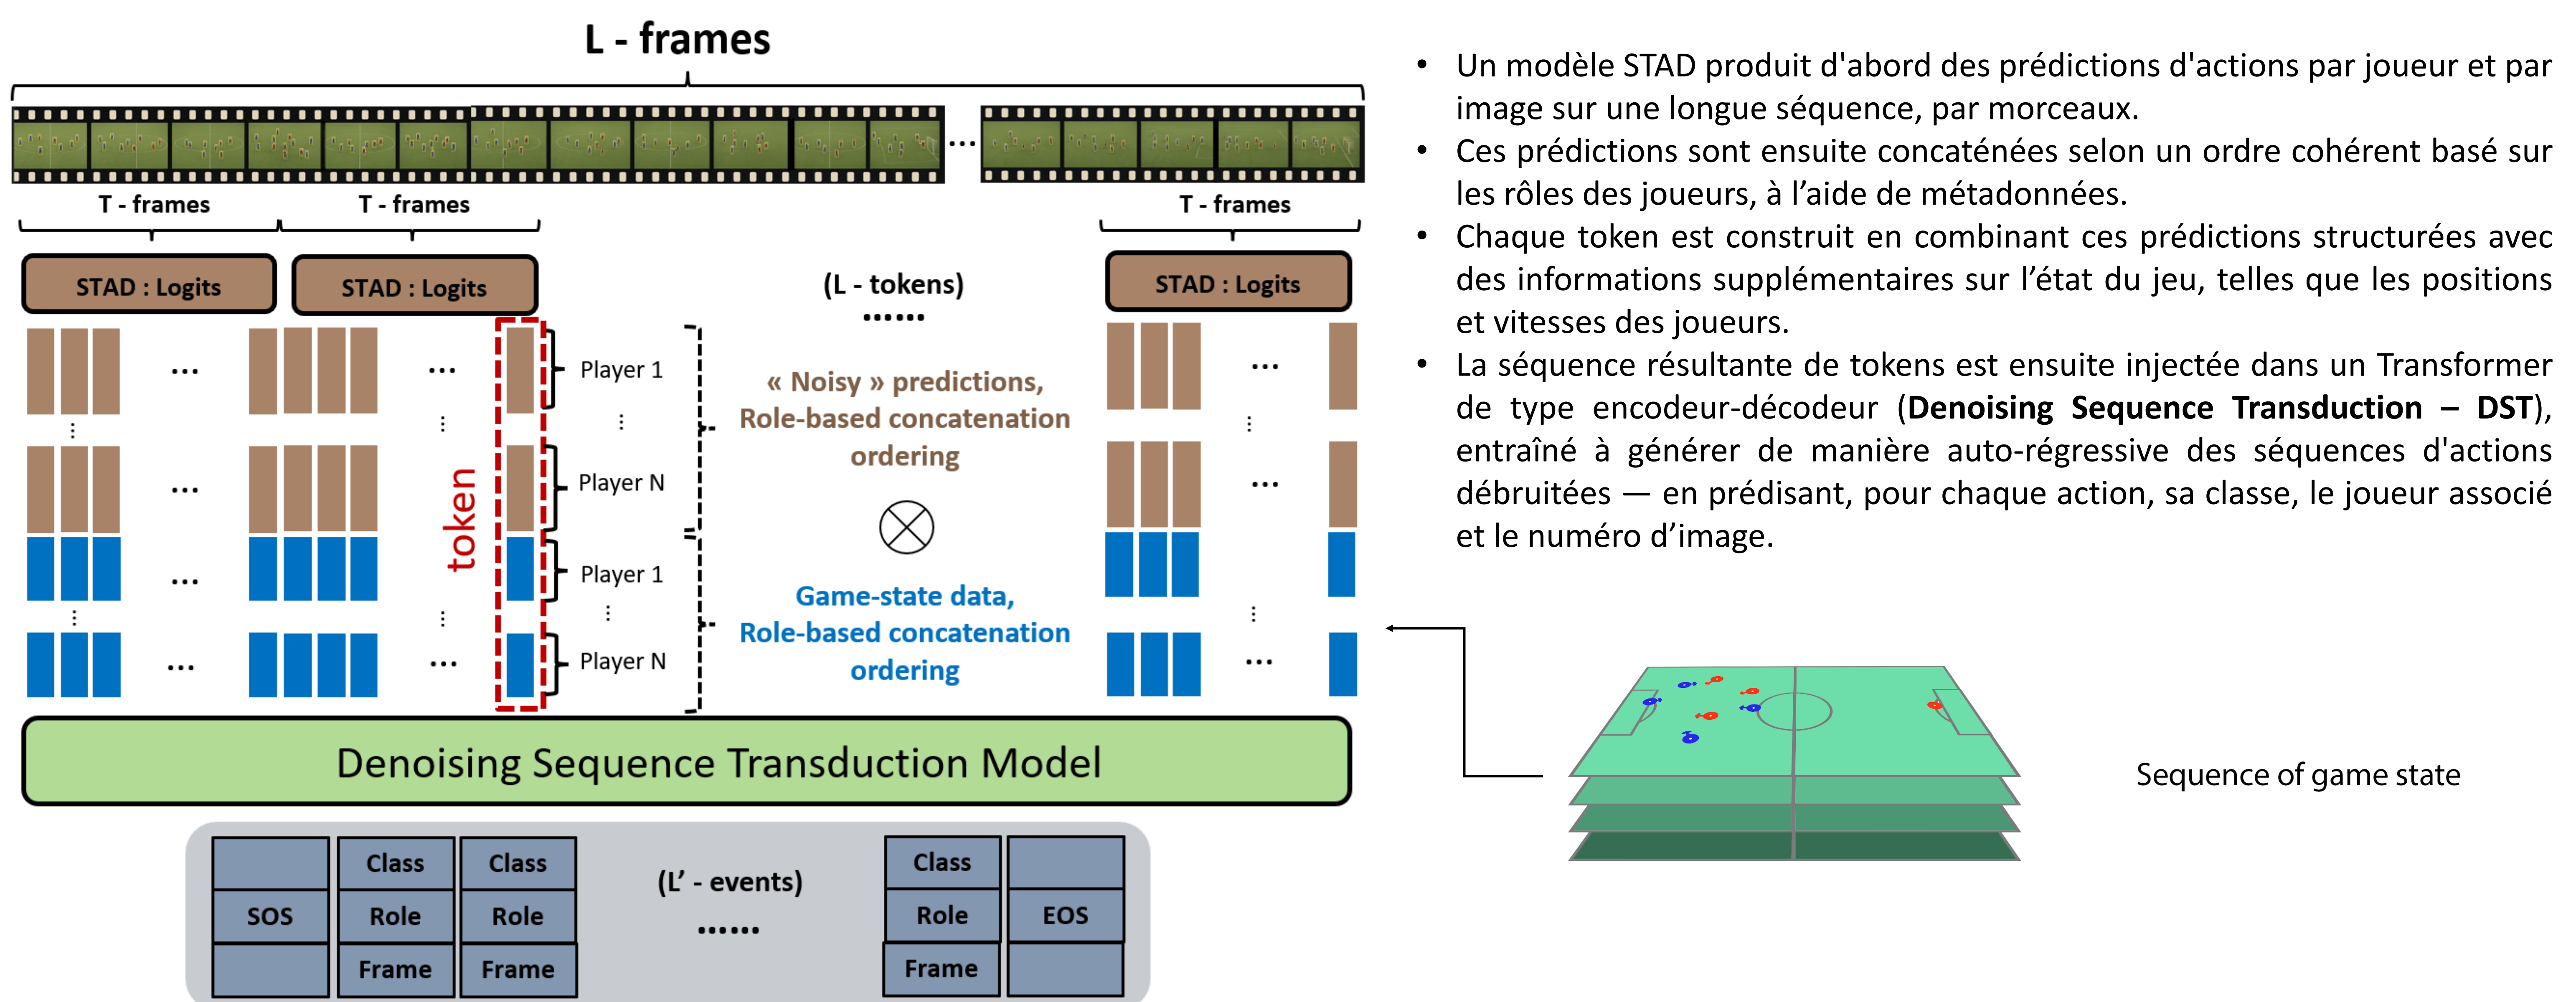 L - frames
T - frames
T - frames
T - frames
STAD : Logits
STAD : Logits
STAD : Logits
(L - tokens)
......
token
Player 1
Player N
Player 1
Player N
« Noisy » predictions,
Role-based concatenation
ordering
Game-state data,
Role-based concatenation
ordering
Denoising Sequence Transduction Model
SOS
Class
Role
Frame
Class
Role
Frame
(L’ - events)
......
Class
Role
Frame
EOS
• Un modèle STAD produit d'abord des prédictions d'actions par joueur et par
image sur une longue séquence, par morceaux.
• Ces prédictions sont ensuite concaténées selon un ordre cohérent basé sur
les rôles des joueurs, à l’aide de métadonnées.
• Chaque token est construit en combinant ces prédictions structurées avec
des informations supplémentaires sur l’état du jeu, telles que les positions
et vitesses des joueurs.
• La séquence résultante de tokens est ensuite injectée dans un Transformer
de type encodeur-décodeur (Denoising Sequence Transduction – DST),
entraîné à générer de manière auto-régressive des séquences d'actions
débruitées — en prédisant, pour chaque action, sa classe, le joueur associé
et le numéro d’image.
Sequence of game state